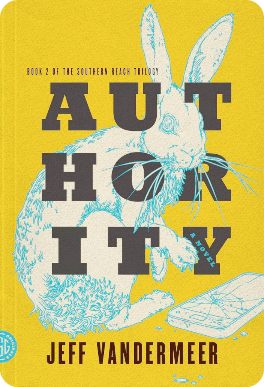 BOOK 2 OF THE SOUTHERN REACH TRILOGY
AUT
HOR
ITY
A NOVEL
JEFF VANDERMEER